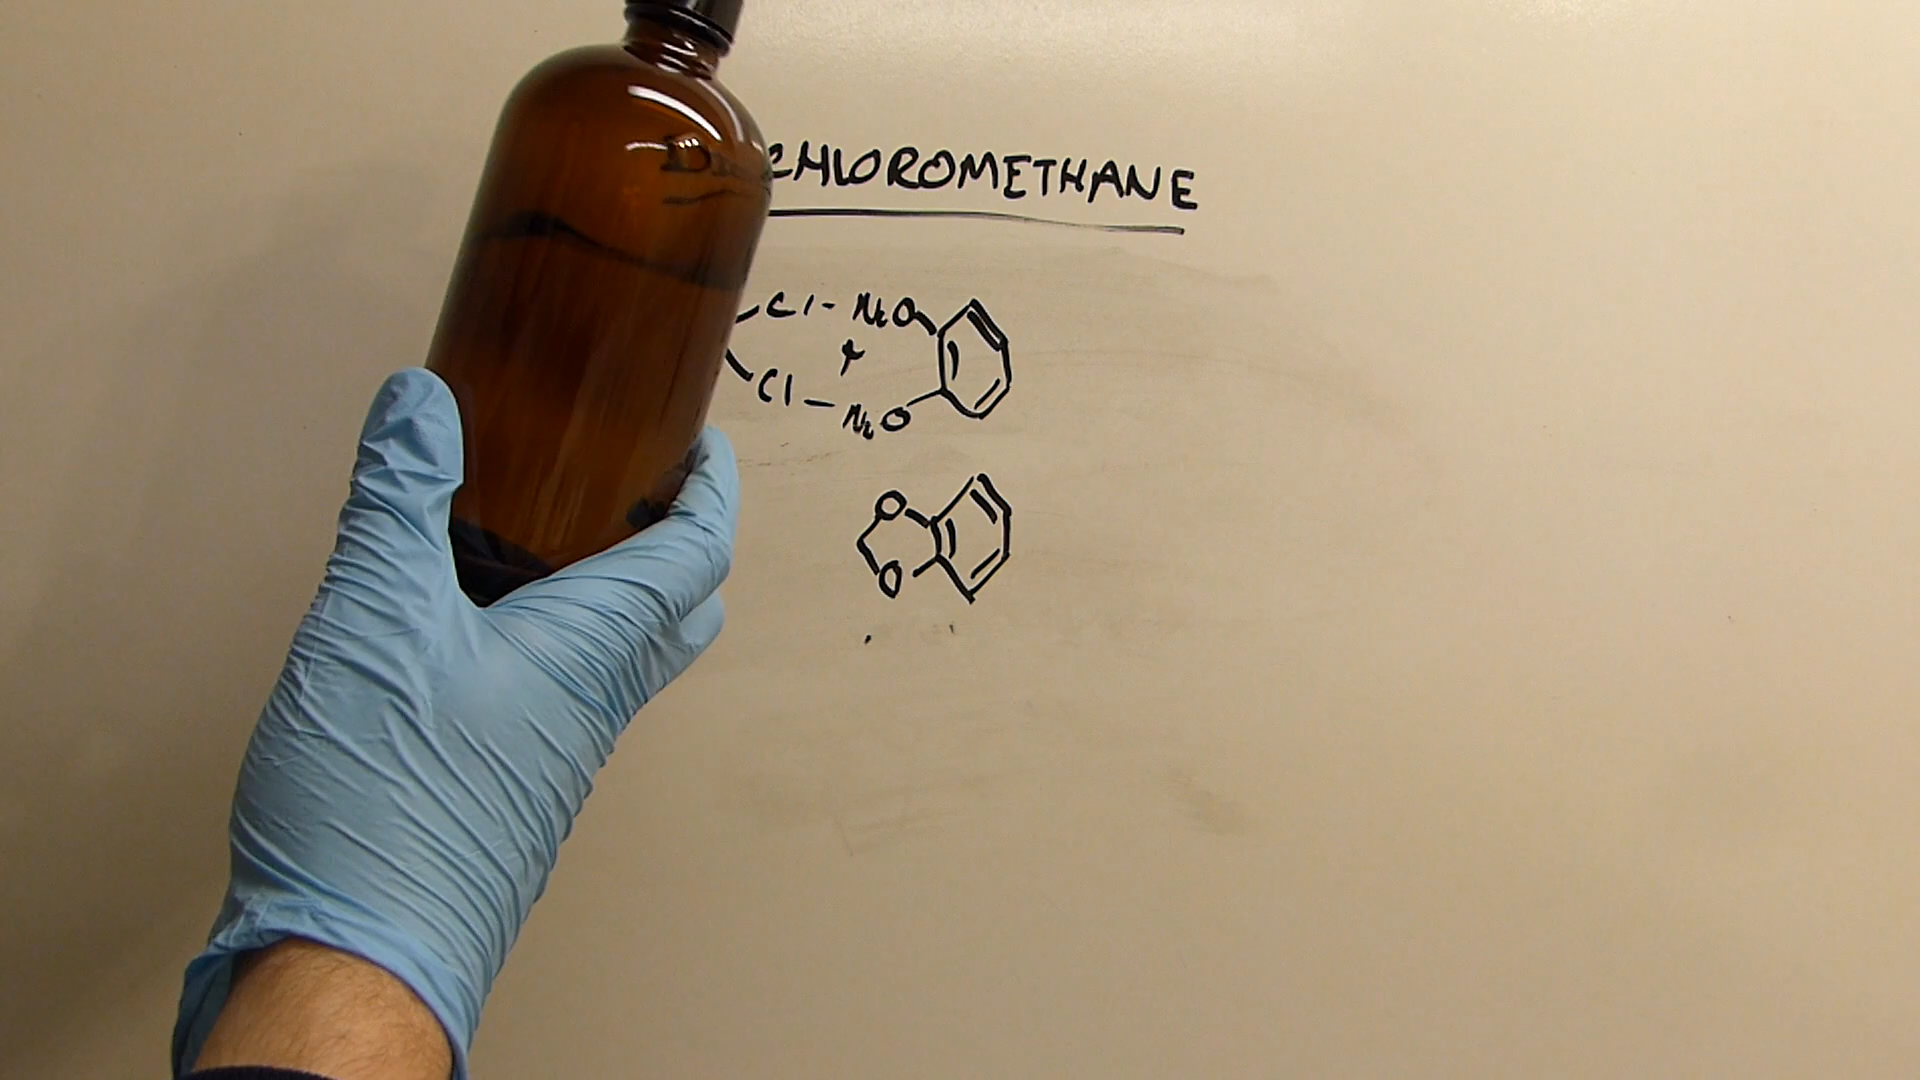 CHLOROMETHANE
Cl - NaO
+
Cl - NaO
O
O